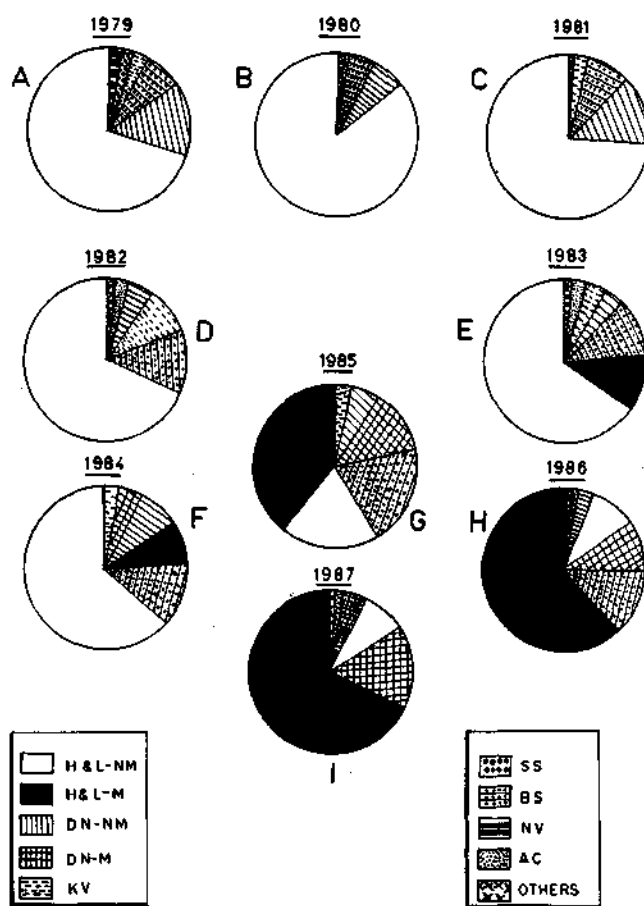 1979
1980
1981
A
B
C
1982
1983
D
E
1985
1984
1986
F
G
H
1987
I
H&L-NM
H&L-M
DN-NM
DN-M
KV
SS
BS
NV
AC
OTHERS